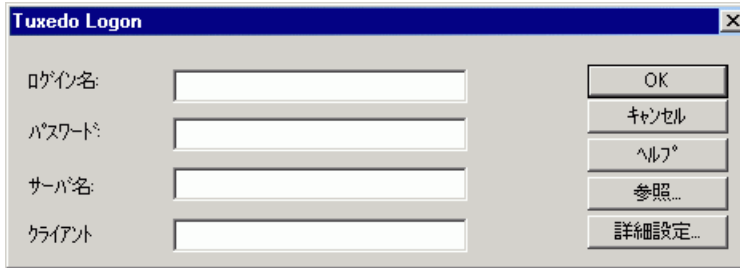 Tuxedo Logon
ﾛｸﾞｲﾝ名:
OK
ｷｬﾝｾﾙ
ﾊﾟｽﾜｰﾄﾞ:
ﾍﾙﾌﾟ
ｻｰﾊﾞ名:
参照...
ｸﾗｲｱﾝﾄ
詳細設定...